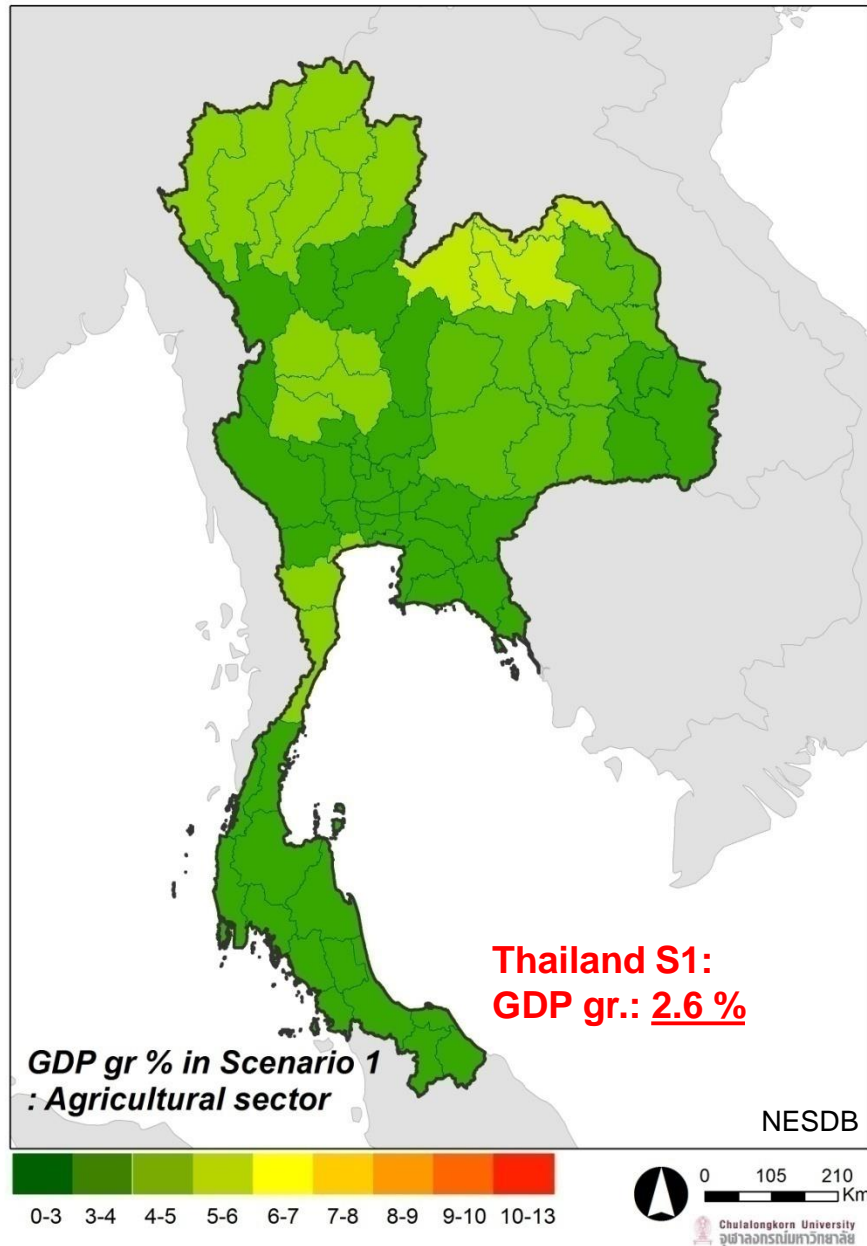 Thailand S1:
GDP gr.: 2.6 %
GDP gr % in Scenario 1
: Agricultural sector
NESDB
0-3 3-4 4-5 5-6 6-7 7-8 8-9 9-10 10-13
0 105 210
Km
Chulalongkorn University
จุฬาลงกรณ์มหาวิทยาลัย